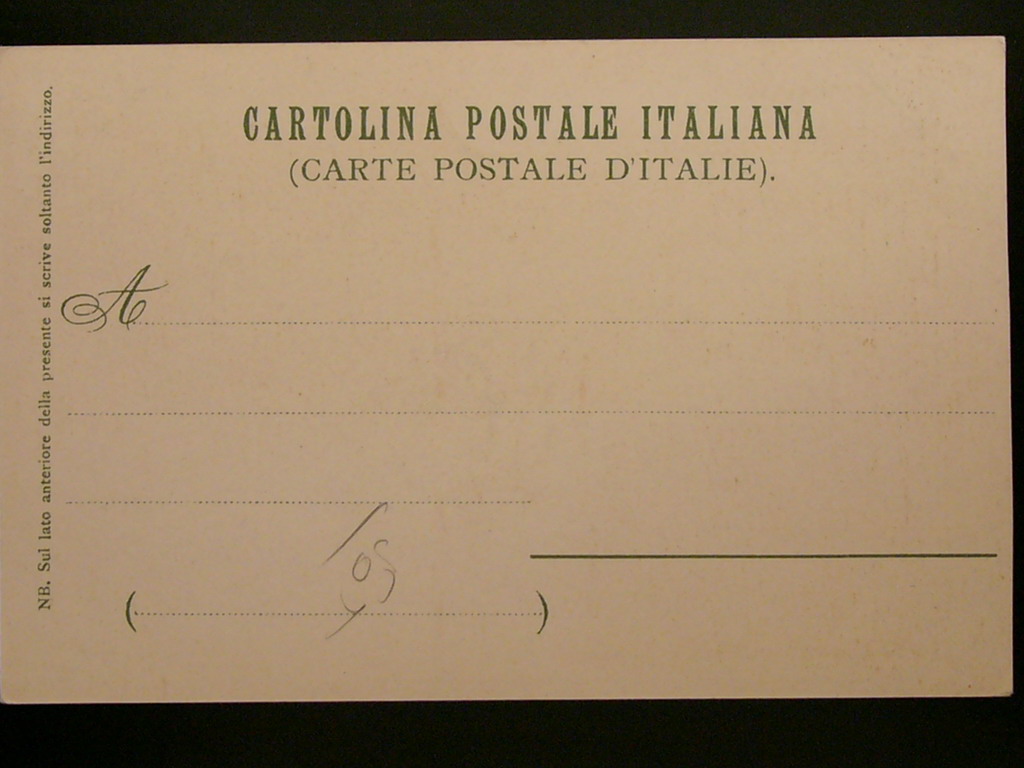 CARTOLINA POSTALE ITALIANA
(CARTE POSTALE D'ITALIE).
A
( )
NB. Sul lato anteriore della presente si scrive soltanto l'indirizzo.